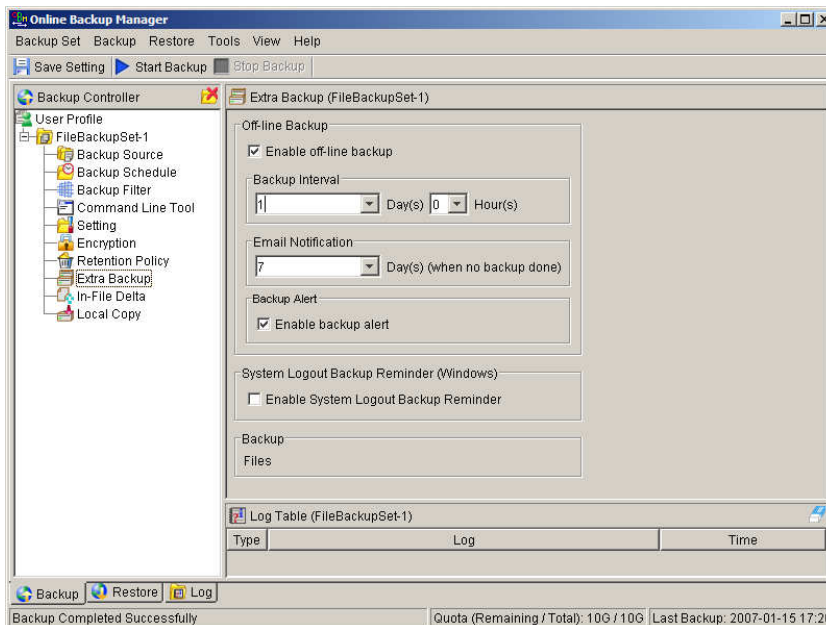 Online Backup Manager
Backup Set Backup Restore Tools View Help
Save Setting Start Backup Stop Backup
Backup Controller
User Profile
FileBackupSet-1
Backup Source
Backup Schedule
Backup Filter
Command Line Tool
Setting
Encryption
Retention Policy
Extra Backup
In-File Delta
Local Copy
Extra Backup (FileBackupSet-1)
Off-line Backup
Enable off-line backup
Backup Interval
1 Day(s) 0 Hour(s)
Email Notification
7 Day(s) (when no backup done)
Backup Alert
Enable backup alert
System Logout Backup Reminder (Windows)
Enable System Logout Backup Reminder
Backup
Files
Log Table (FileBackupSet-1)
Type Log Time
Backup Restore Log
Backup Completed Successfully Quota (Remaining / Total): 10G / 10G Last Backup: 2007-01-15 17:2